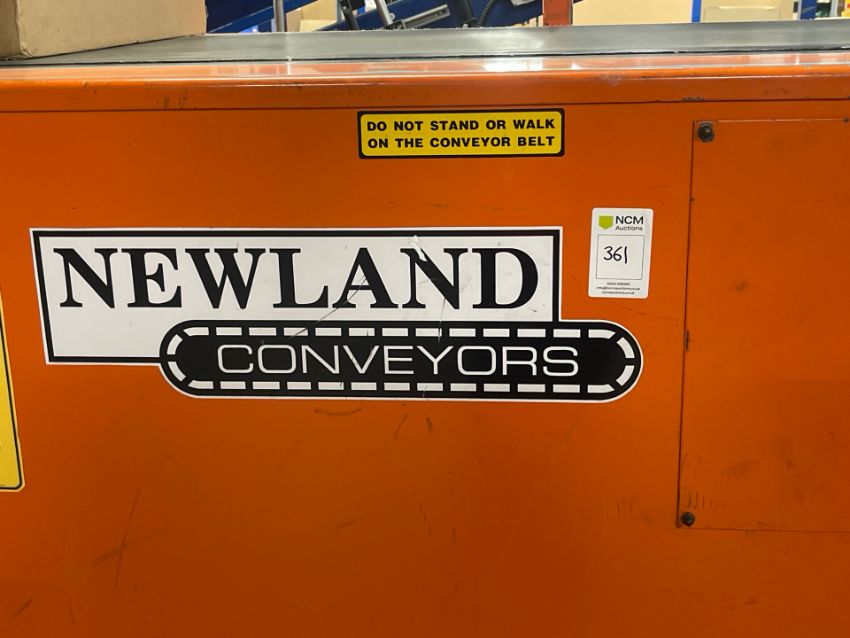 DO NOT STAND OR WALK
ON THE CONVEYOR BELT
NEWLAND
CONVEYORS
NCM
Auctions
361